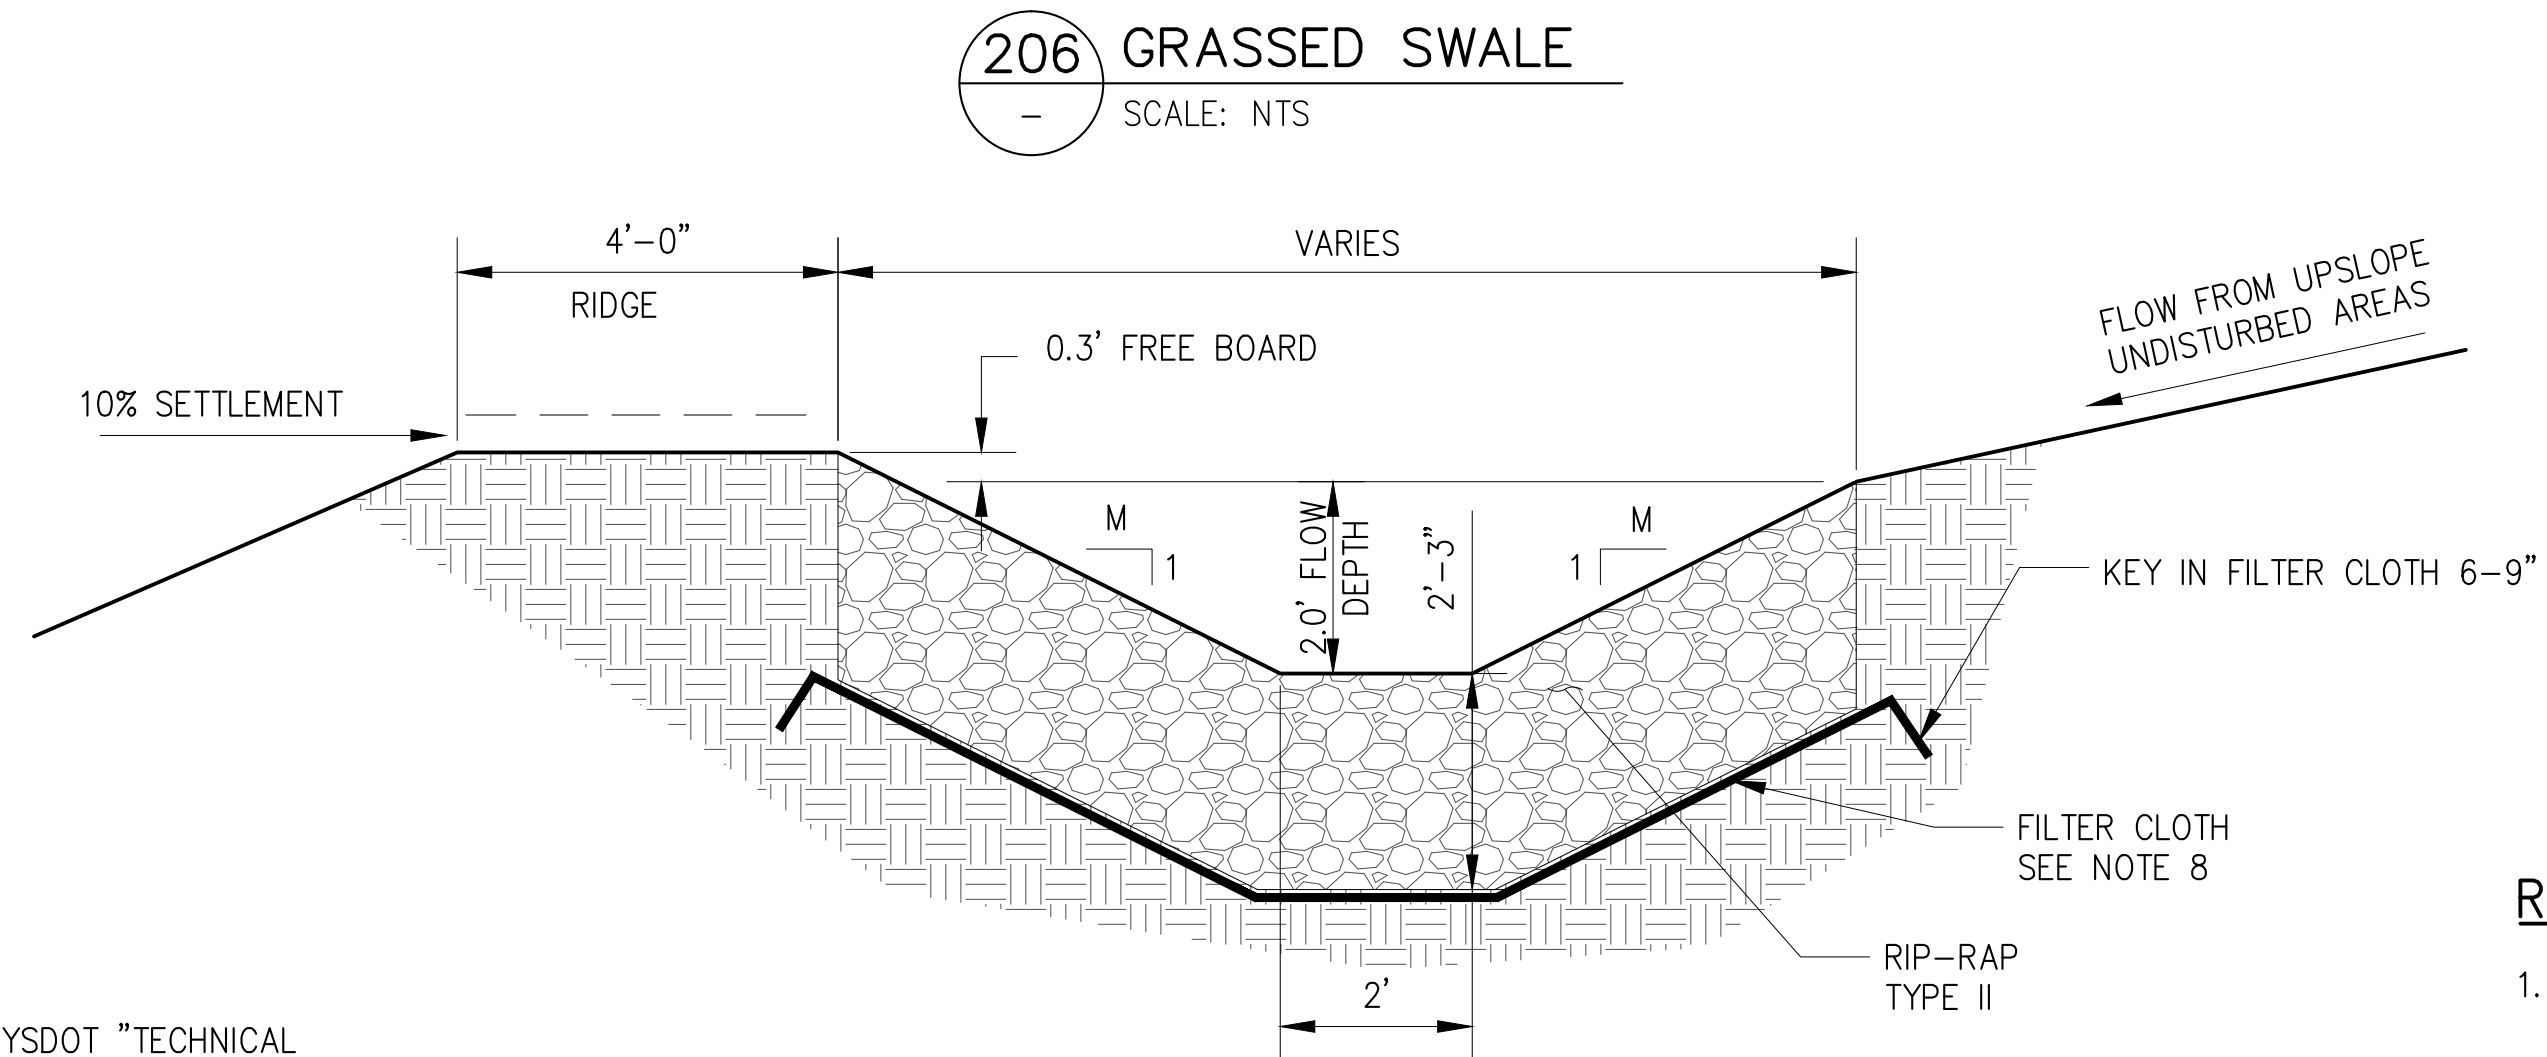 206 GRASSED SWALE
-
SCALE: NTS
4'-0"
VARIES
RIDGE
FLOW FROM UPSLOPE
UNDISTURBED AREAS
0.3' FREE BOARD
10% SETTLEMENT
M
1
2.0' FLOW
DEPTH
2'-3"
M
1
KEY IN FILTER CLOTH 6-9"
FILTER CLOTH
SEE NOTE 8
R
RIP-RAP
TYPE II
1.
2'
YSDOT "TECHNICAL